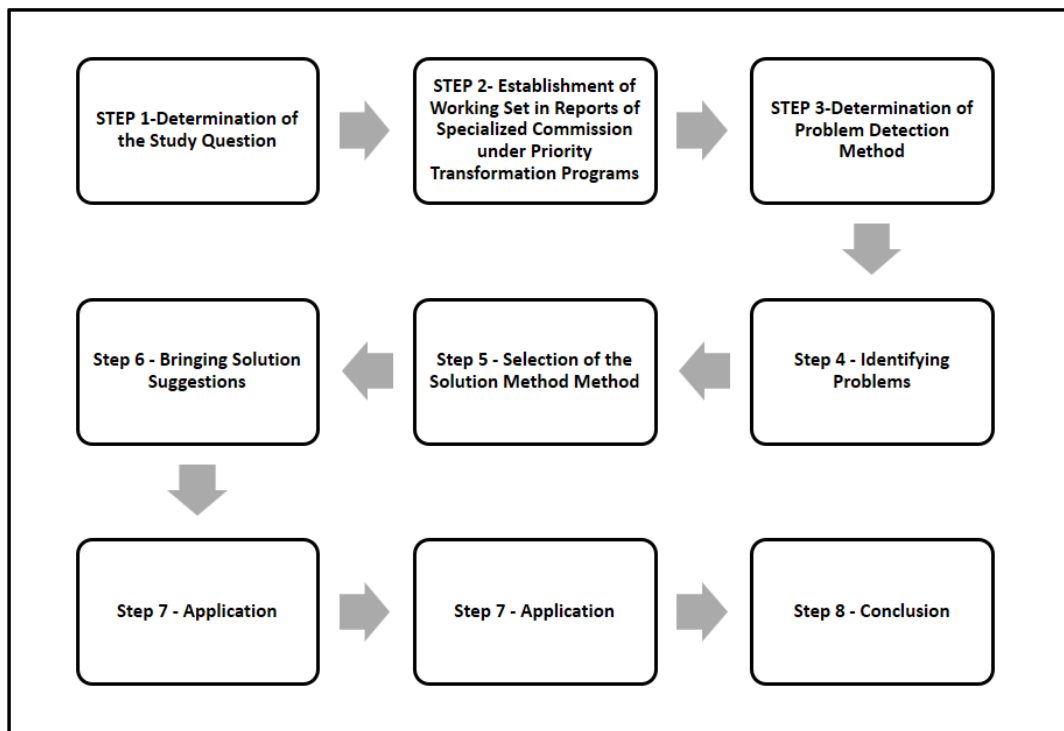 STEP 1-Determination of
the Study Question
STEP 2- Establishment of
Working Set in Reports of
Specialized Commission
under Priority
Transformation Programs
STEP 3-Determination of
Problem Detection
Method
Step 4 - Identifying
Problems
Step 5 - Selection of the
Solution Method Method
Step 6 - Bringing Solution
Suggestions
Step 7 - Application
Step 7 - Application
Step 8 - Conclusion